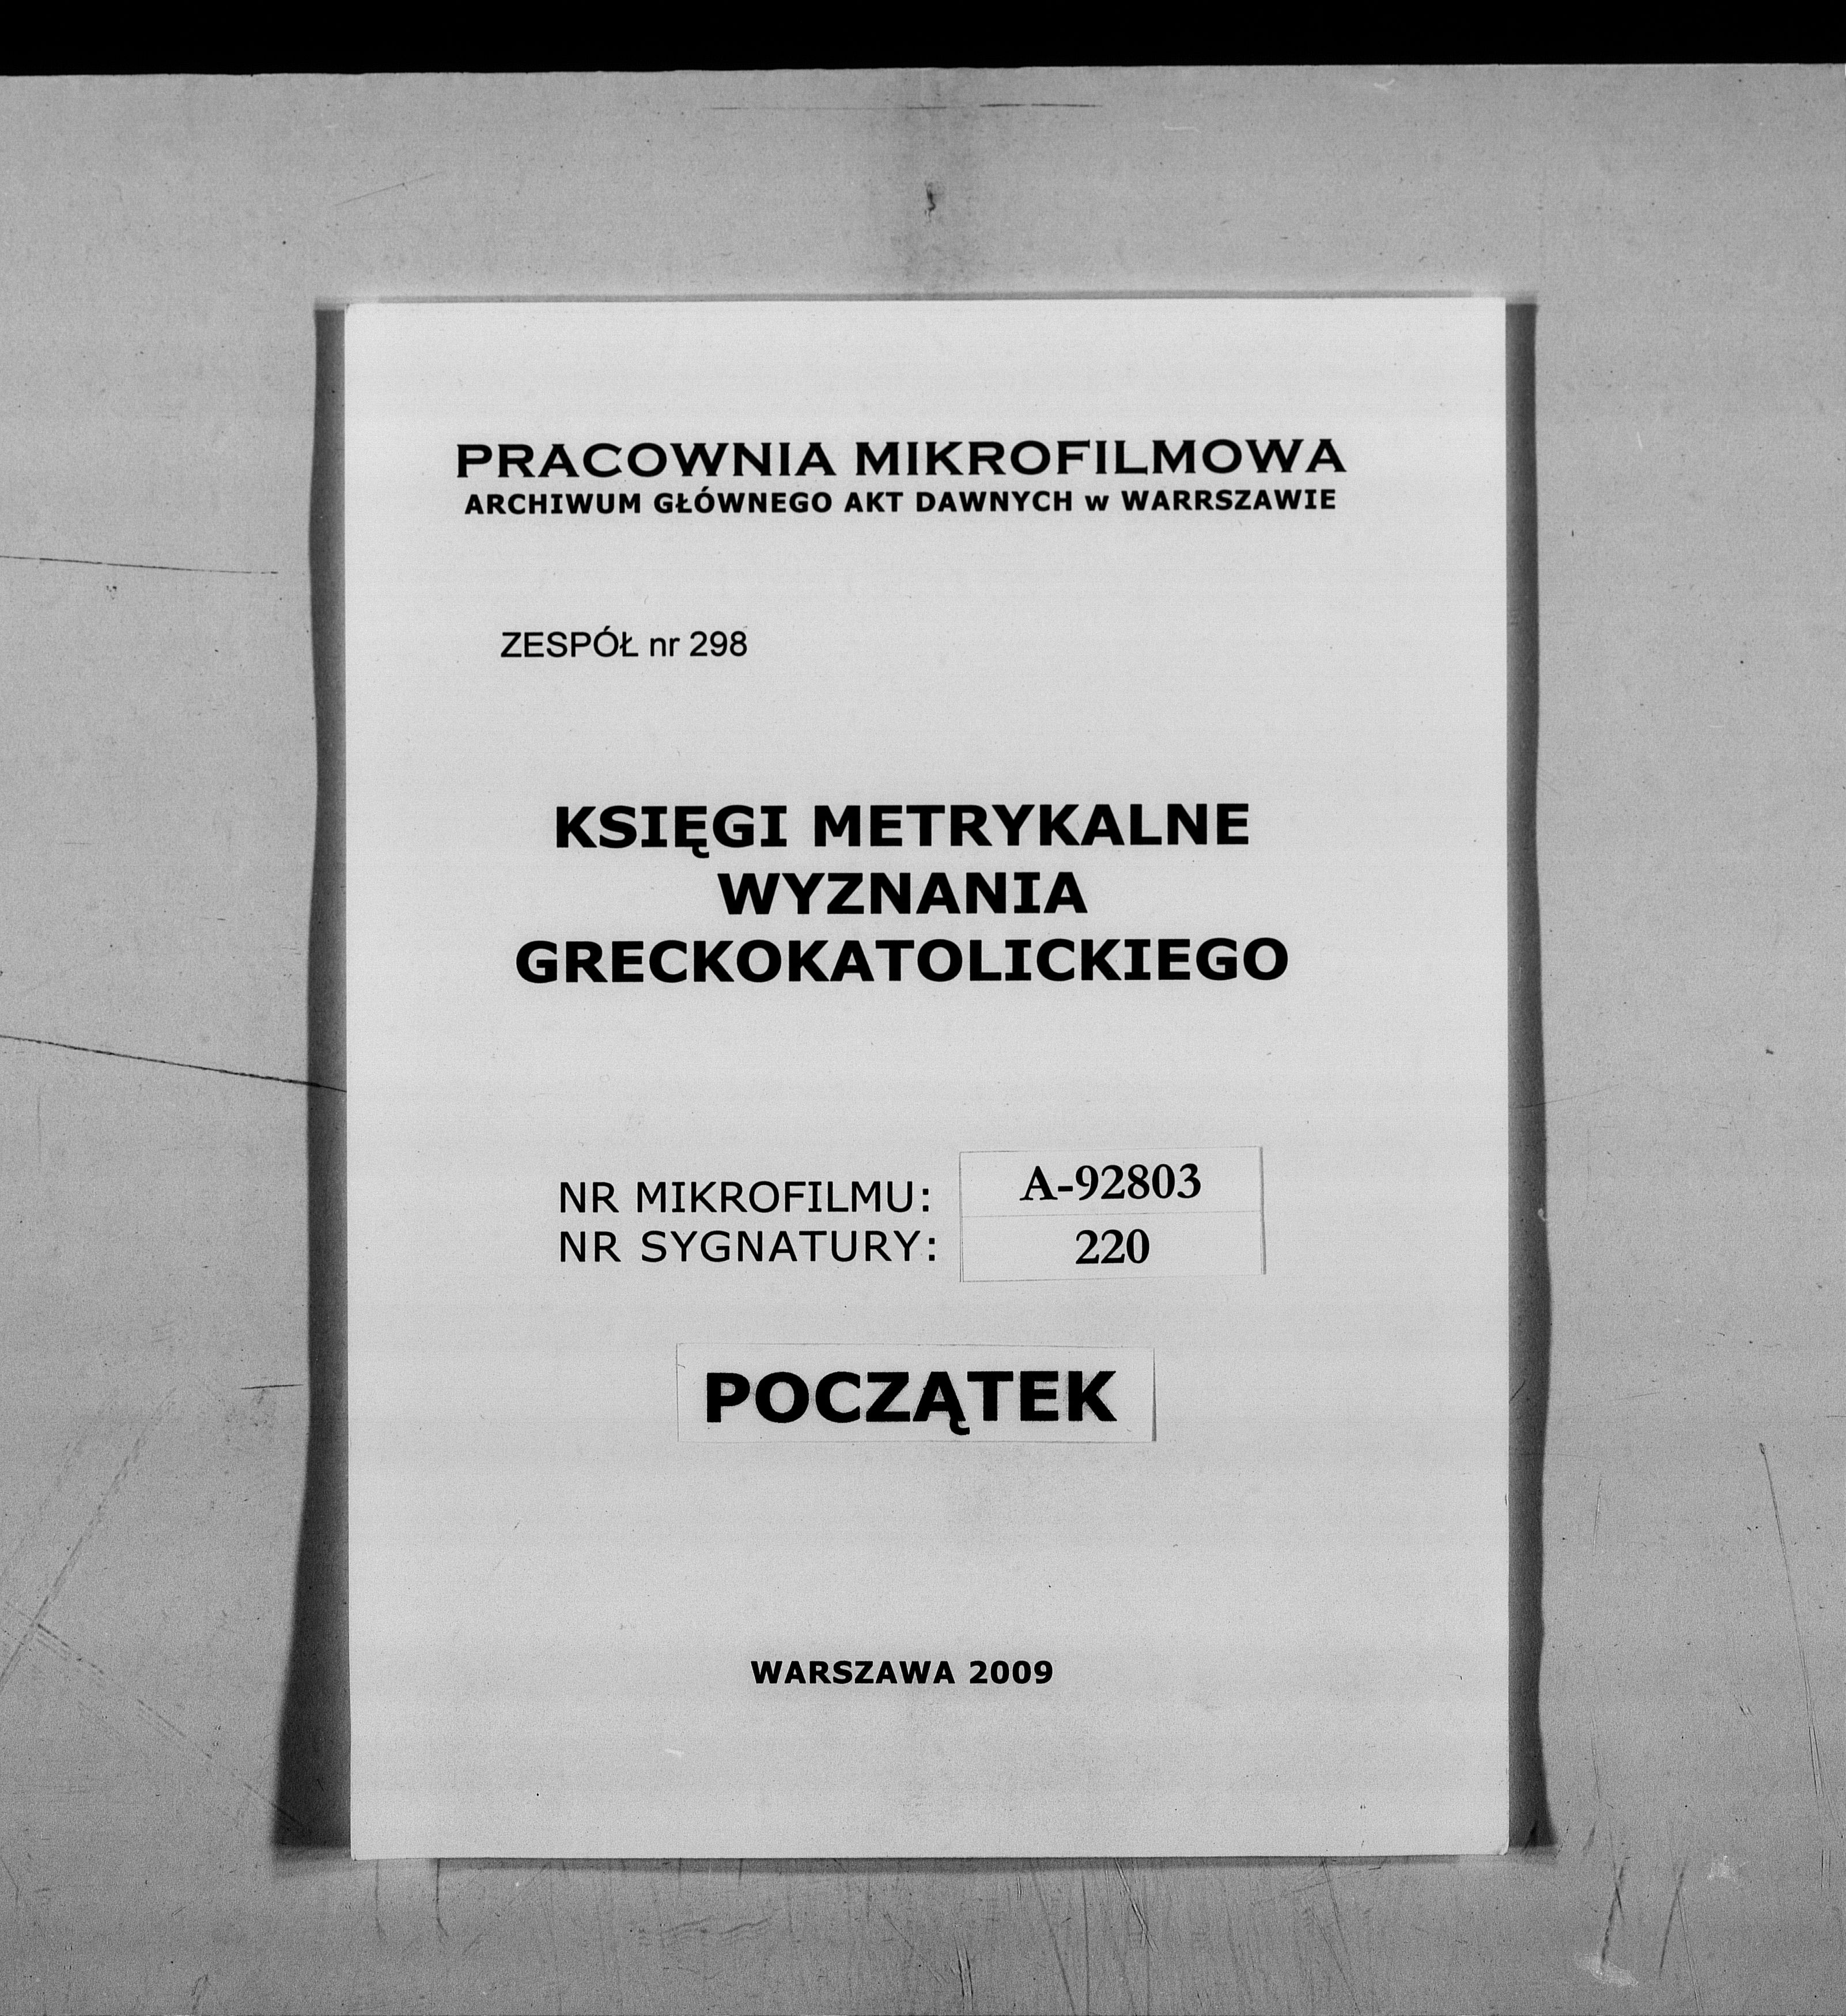 PRACOWNIA MIKROFILMOWA
ARCHIWUM GŁÓWNEGO AKT DAWNYCH w WARRSZAWIE
ZESPÓŁ nr 298
KSIĘGI METRYKALNE
WYZNANIA
GRECKOKATOLICKIEGO
NR MIKROFILMU: A-92803
NR SYGNATURY: 220
POCZĄTEK
WARSZAWA 2009